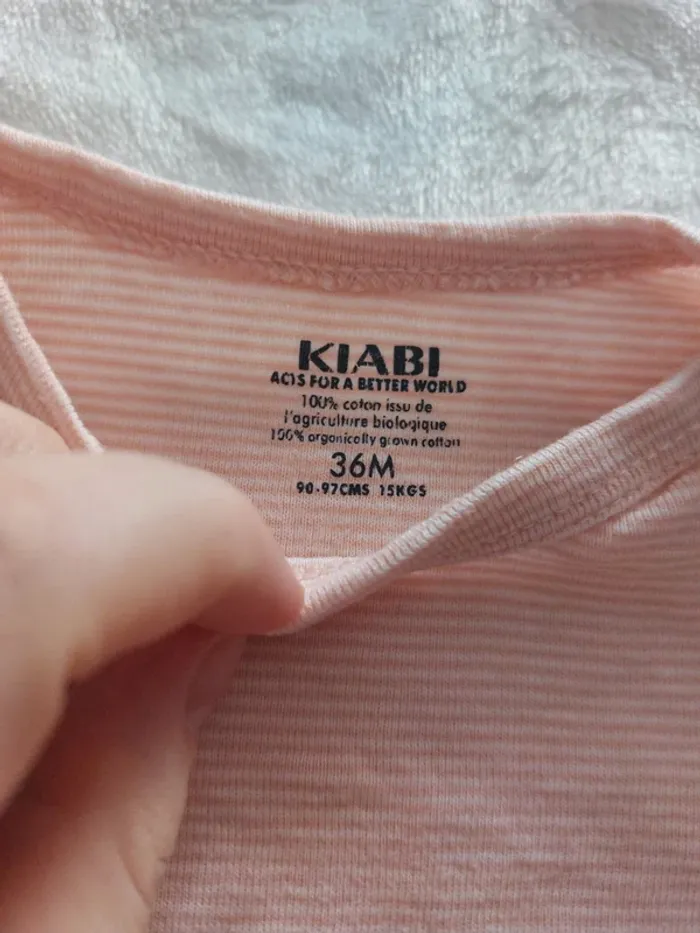 KIABI
ACTS FOR A BETTER WORLD
100% coton issu de
l'agriculture biologique
100% organically grown cotton
36M
90-97CMS 15KGS